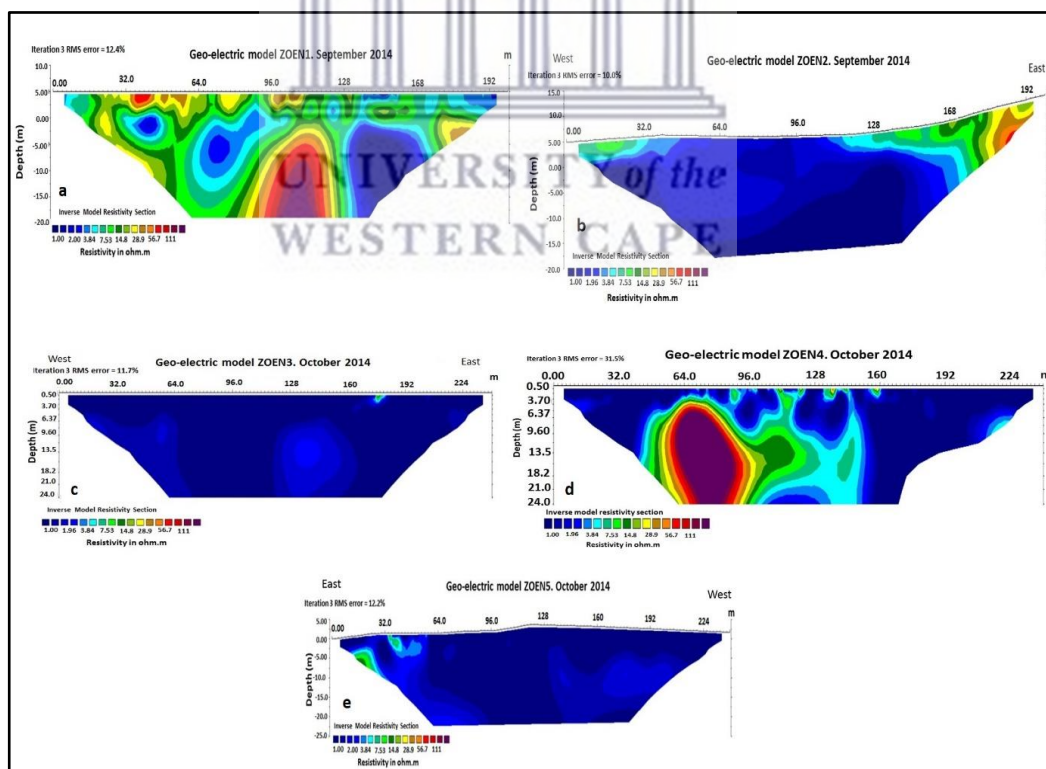 Geo-electric model ZOEN1. September 2014
Iteration 3 RMS error = 12.4%
m
10.0
0.00 32.0 64.0 96.0 128 168 192
5.00
0.00
-5.00
-10.0
-15.0
-20.0
Depth (m)
a
Inverse Model Resistivity Section
1.00 2.00 3.84 7.53 14.8 28.9 56.7 111
Resistivity in ohm.m
West
Geo-electric model ZOEN2. September 2014
East
Iteration 3 RMS error = 10.0%
15.0
10.0
0.00 32.0 64.0 96.0 128 168 192
5.00
0.00
-5.00
-10.0
-15.0
-20.0
Depth (m)
b
Inverse Model Resistivity Section
1.00 1.96 3.84 7.53 14.8 28.9 56.7 111
Resistivity in ohm.m
UNIVERSITY of the
WESTERN CAPE
West
Geo-electric model ZOEN3. October 2014
East
Iteration 3 RMS error = 11.7%
0.00 32.0 64.0 96.0 128 160 192 224 m
0.50
3.70
6.37
9.60
13.5
18.2
21.0
24.0
Depth (m)
c
Inverse Model Resistivity Section
1.00 1.96 3.84 7.53 14.8 28.9 56.7 111
Resistivity in ohm.m
Geo-electric model ZOEN4. October 2014
Iteration 3 RMS error = 31.5%
m
0.00 32.0 64.0 96.0 128 160 192 224
0.50
3.70
6.37
9.60
13.5
18.2
21.0
24.0
Depth (m)
d
Inverse model resistivity section
1.00 1.96 3.84 7.53 14.8 28.9 56.7 111
Resistivity in ohm.m
East
Geo-electric model ZOEN5. October 2014
West
Iteration 3 RMS error = 12.2%
5.00
0.00 32.0 64.0 96.0 128 160 192 224 m
0.00
-5.00
-10.0
-15.0
-20.0
-25.0
Depth (m)
e
Inverse Model Resistivity Section
1.00 2.00 3.84 7.53 14.8 28.9 56.7 111
Resistivity in ohm.m